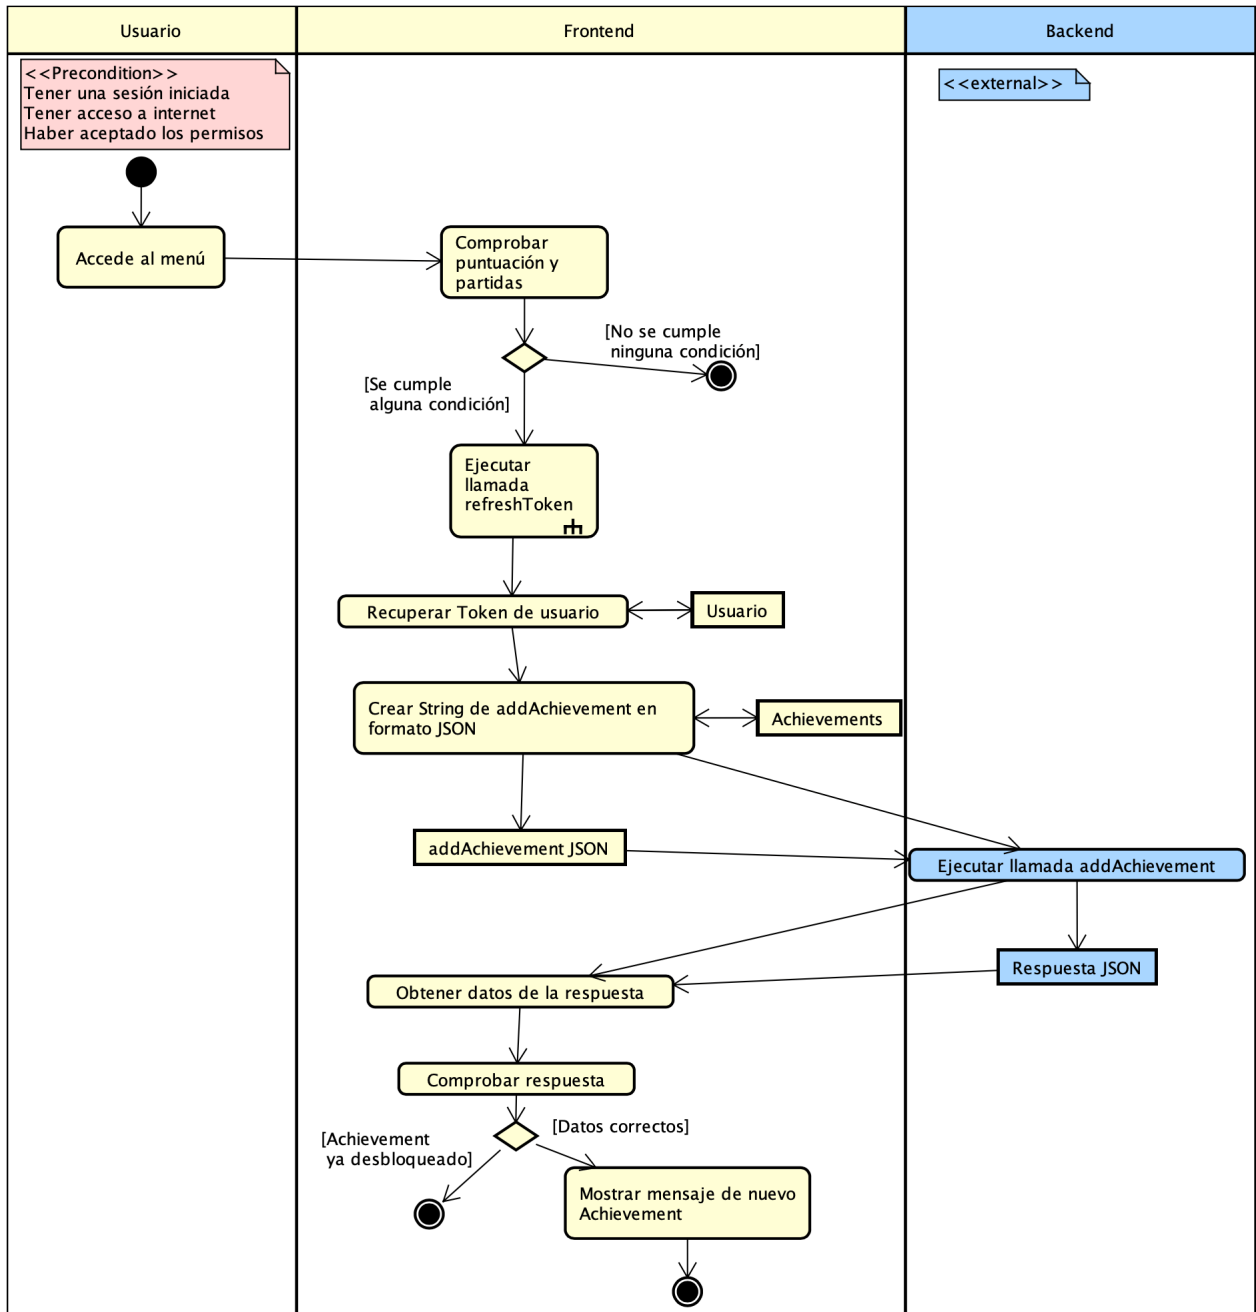 Usuario
Frontend
Backend
<<Precondition>>
Tener una sesión iniciada
Tener acceso a internet
Haber aceptado los permisos
<<external>>
Accede al menú
Comprobar
puntuación y
partidas
[No se cumple
ninguna condición]
[Se cumple
alguna condición]
Ejecutar
llamada
refreshToken
Recuperar Token de usuario
Usuario
Crear String de addAchievement en
formato JSON
Achievements
addAchievement JSON
Ejecutar llamada addAchievement
Respuesta JSON
Obtener datos de la respuesta
Comprobar respuesta
[Achievement
ya desbloqueado]
[Datos correctos]
Mostrar mensaje de nuevo
Achievement